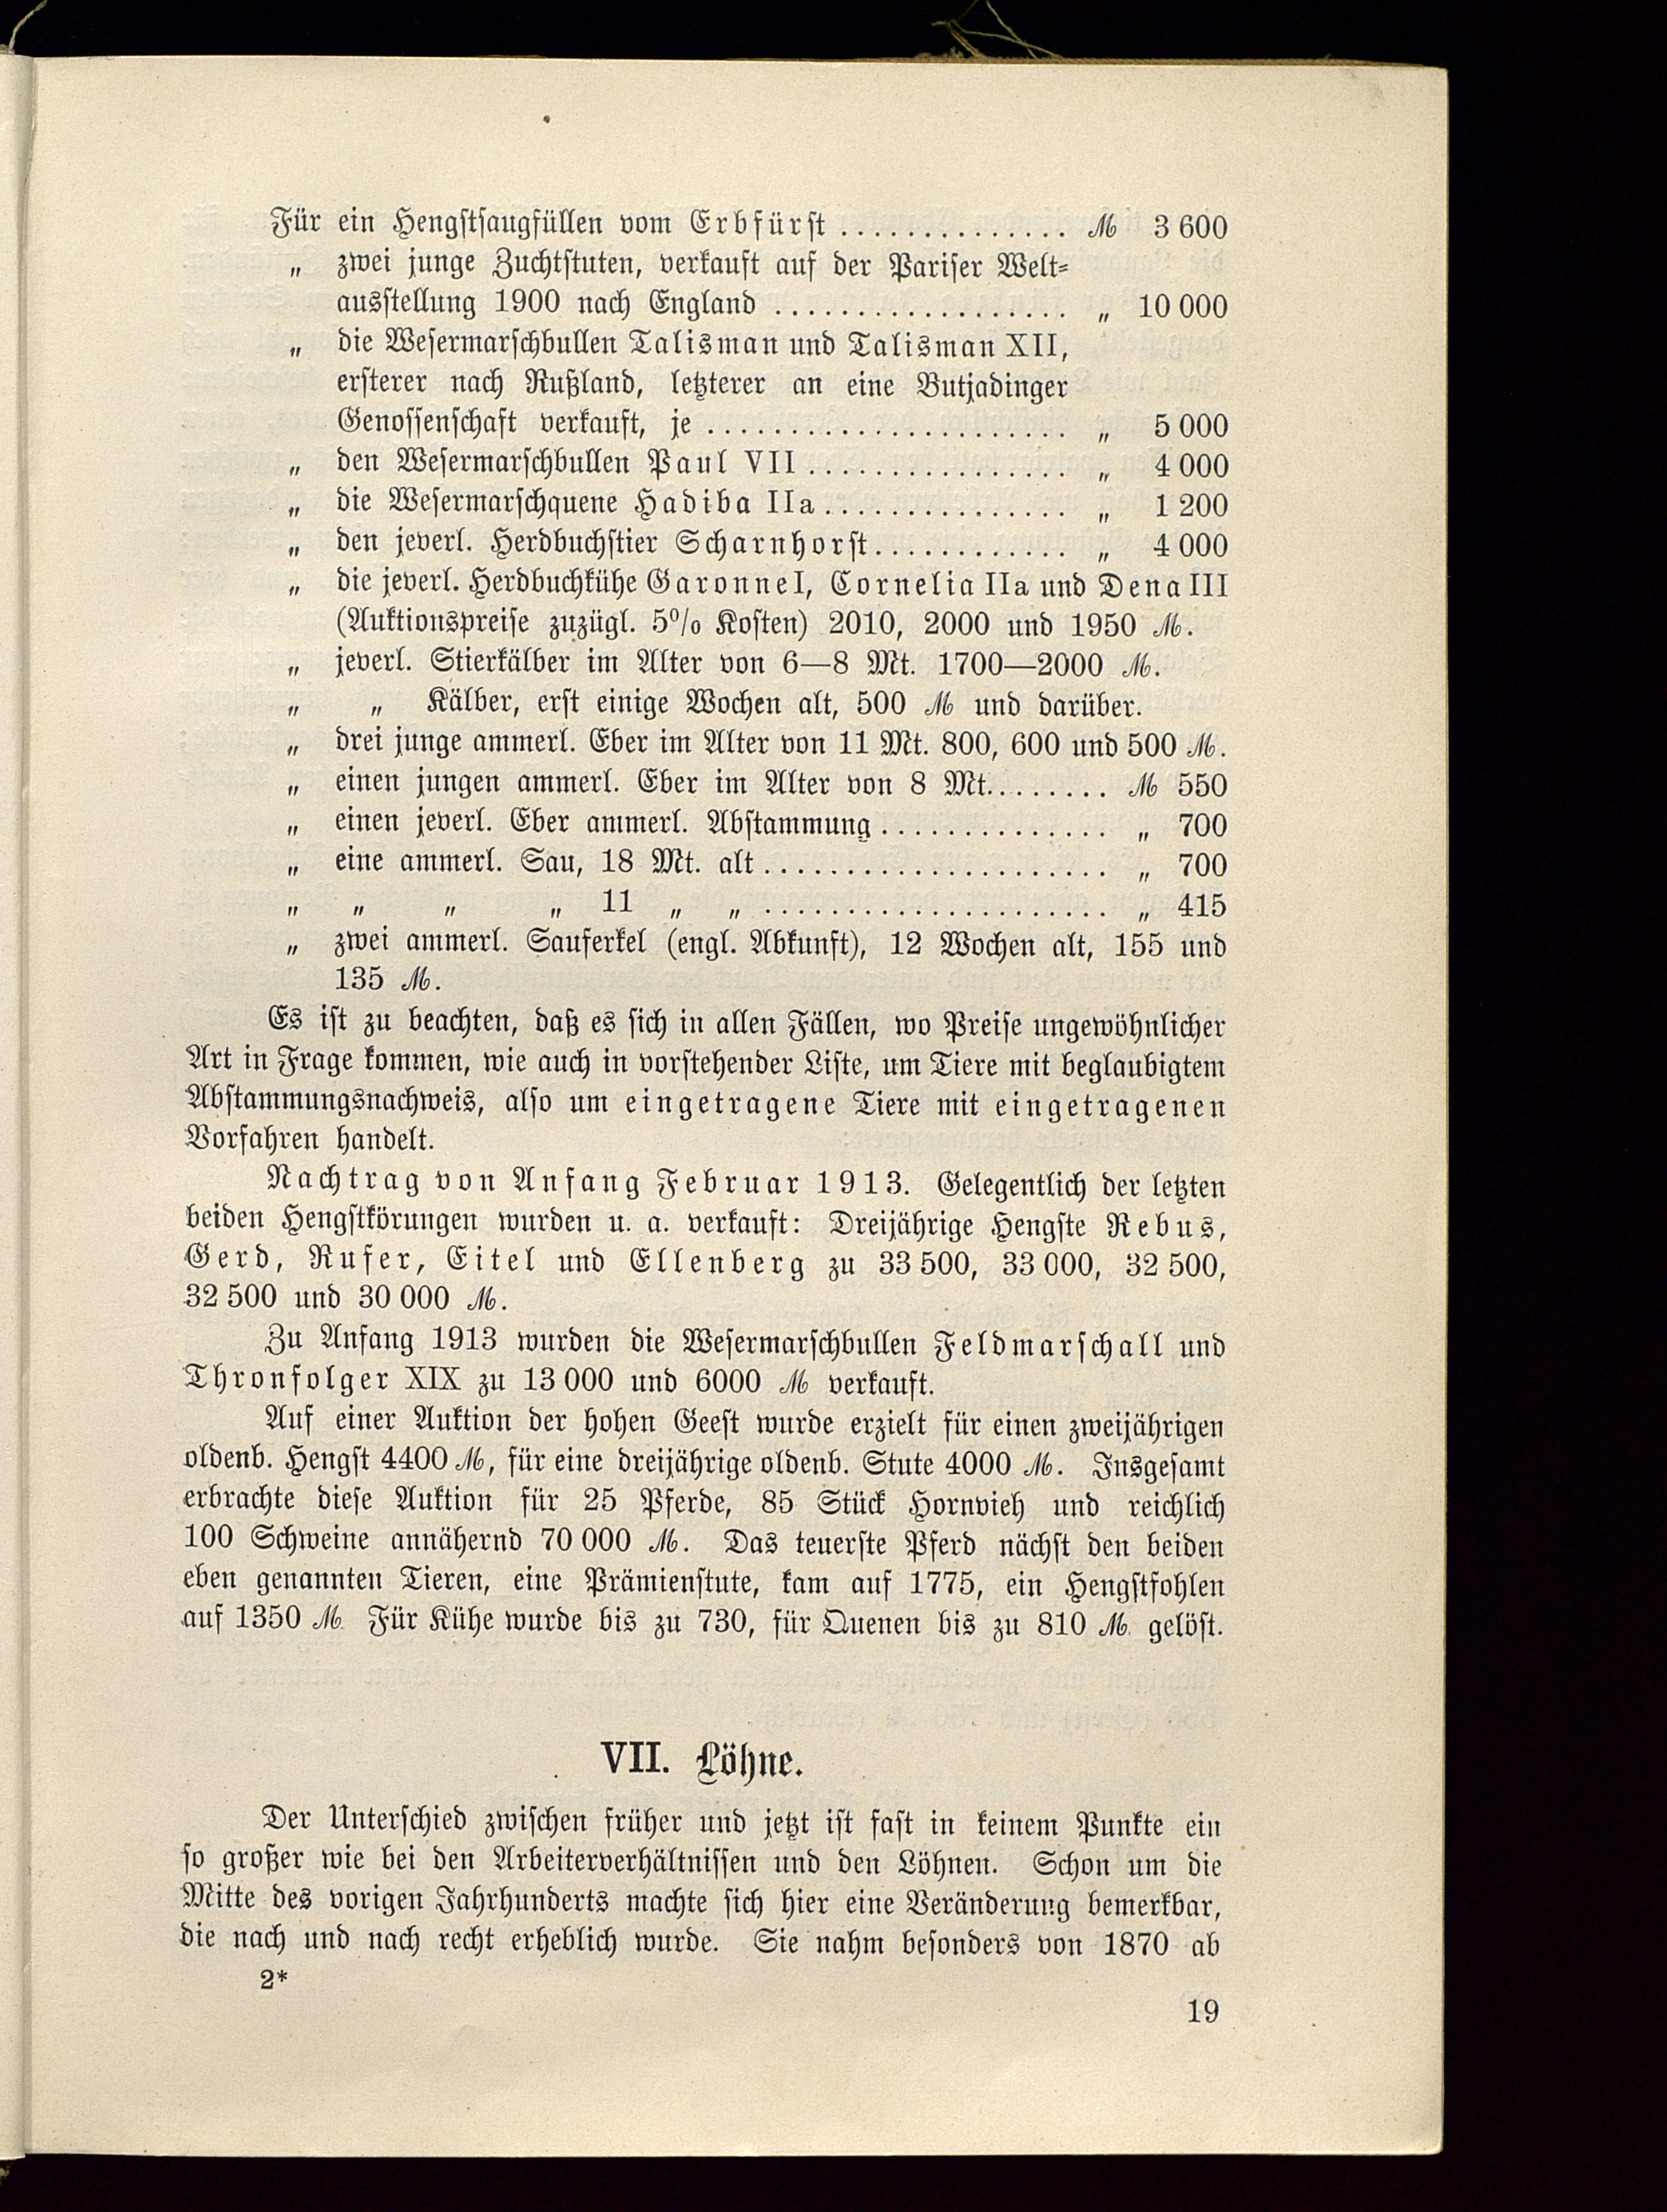 Für ein Hengstsaugfüllen vom Erbfürst .............. ℳ 3 600
„ zwei junge Zuchtstuten, verkauft auf der Pariser Welt-
ausstellung 1900 nach England .................. „ 10 000
„ die Wesermarschbullen Talisman und Talisman XII,
ersterer nach Rußland, letzterer an eine Butjadinger
Genossenschaft verkauft, je ...................... „ 5 000
„ den Wesermarschbullen Paul VII ................ „ 4 000
„ die Wesermarschquene Hadiba IIa............... „ 1 200
„ den jeverl. Herdbuchstier Scharnhorst............ „ 4 000
„ die jeverl. Herdbuchkühe Garonne I, Cornelia IIa und Dena III
(Auktionspreise zuzügl. 5% Kosten) 2010, 2000 und 1950 ℳ.
„ jeverl. Stierkälber im Alter von 6—8 Mt. 1700—2000 ℳ.
„ „ Kälber, erst einige Wochen alt, 500 ℳ und darüber.
„ drei junge ammerl. Eber im Alter von 11 Mt. 800, 600 und 500 ℳ.
„ einen jungen ammerl. Eber im Alter von 8 Mt........ ℳ 550
„ einen jeverl. Eber ammerl. Abstammung .............. „ 700
„ eine ammerl. Sau, 18 Mt. alt ..................... „ 700
„ „ „ „ 11 „ „ ..................... „ 415
„ zwei ammerl. Sauferkel (engl. Abkunft), 12 Wochen alt, 155 und
135 ℳ.
Es ist zu beachten, daß es sich in allen Fällen, wo Preise ungewöhnlicher
Art in Frage kommen, wie auch in vorstehender Liste, um Tiere mit beglaubigtem
Abstammungsnachweis, also um eingetragene Tiere mit eingetragenen
Vorfahren handelt.
Nachtrag von Anfang Februar 1913. Gelegentlich der letzten
beiden Hengstkörungen wurden u. a. verkauft: Dreijährige Hengste Rebus,
Gerd, Rufer, Eitel und Ellenberg zu 33 500, 33 000, 32 500,
32 500 und 30 000 ℳ.
Zu Anfang 1913 wurden die Wesermarschbullen Feldmarschall und
Thronfolger XIX zu 13 000 und 6000 ℳ verkauft.
Auf einer Auktion der hohen Geest wurde erzielt für einen zweijährigen
oldenb. Hengst 4400 ℳ, für eine dreijährige oldenb. Stute 4000 ℳ. Insgesamt
erbrachte diese Auktion für 25 Pferde, 85 Stück Hornvieh und reichlich
100 Schweine annähernd 70 000 ℳ. Das teuerste Pferd nächst den beiden
eben genannten Tieren, eine Prämienstute, kam auf 1775, ein Hengstfohlen
auf 1350 ℳ. Für Kühe wurde bis zu 730, für Quenen bis zu 810 ℳ. gelöst.
VII. Löhne.
Der Unterschied zwischen früher und jetzt ist fast in keinem Punkte ein
so großer wie bei den Arbeiterverhältnissen und den Löhnen. Schon um die
Mitte des vorigen Jahrhunderts machte sich hier eine Veränderung bemerkbar,
die nach und nach recht erheblich wurde. Sie nahm besonders von 1870 ab
2*
19